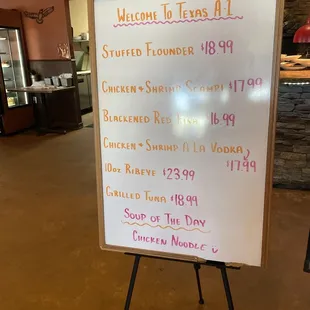 Welcome To Texas A-1
Stuffed Flounder $18.99
Chicken + Shrimp Scampi $17.99
Blackened Red Fish 16.99
Chicken + Shrimp A La Vodka,
$17.99
10oz Ribeye $23.99
Grilled Tuna $18.99
Soup of The Day
Chicken Noodle